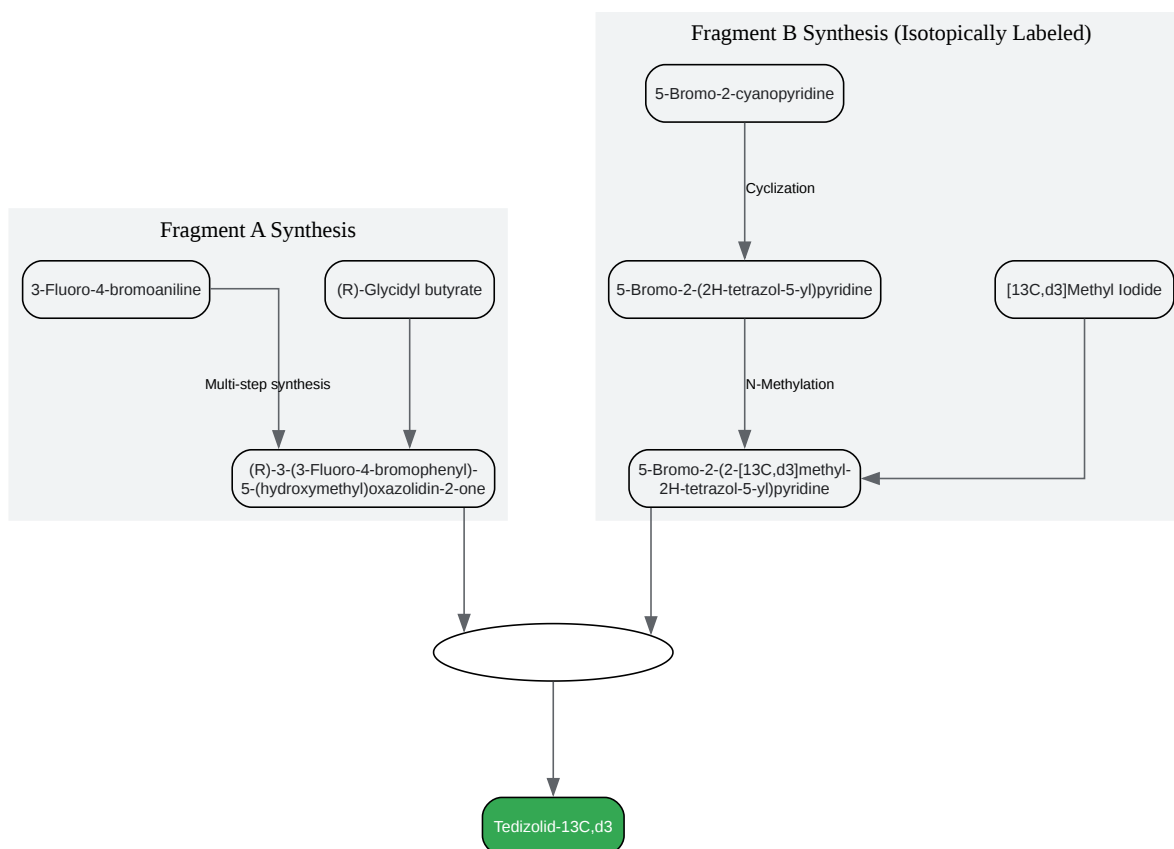 Fragment B Synthesis (Isotopically Labeled)
5-Bromo-2-cyanopyridine
Cyclization
Fragment A Synthesis
3-Fluoro-4-bromoaniline
(R)-Glycidyl butyrate
5-Bromo-2-(2H-tetrazol-5-yl)pyridine
[13C,d3]Methyl Iodide
Multi-step synthesis
N-Methylation
(R)-3-(3-Fluoro-4-bromophenyl)-
5-(hydroxymethyl)oxazolidin-2-one
5-Bromo-2-(2-[13C,d3]methyl-
2H-tetrazol-5-yl)pyridine
Tedizolid-13C,d3